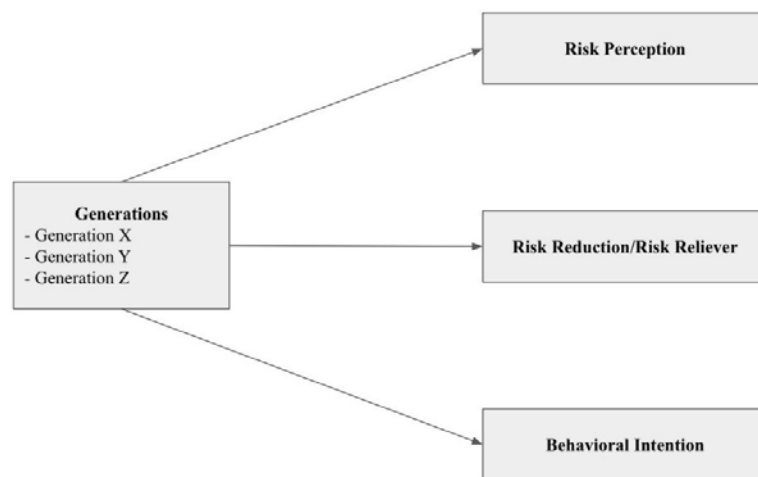 Risk Perception
Generations
- Generation X
- Generation Y
- Generation Z
Risk Reduction/Risk Reliever
Behavioral Intention